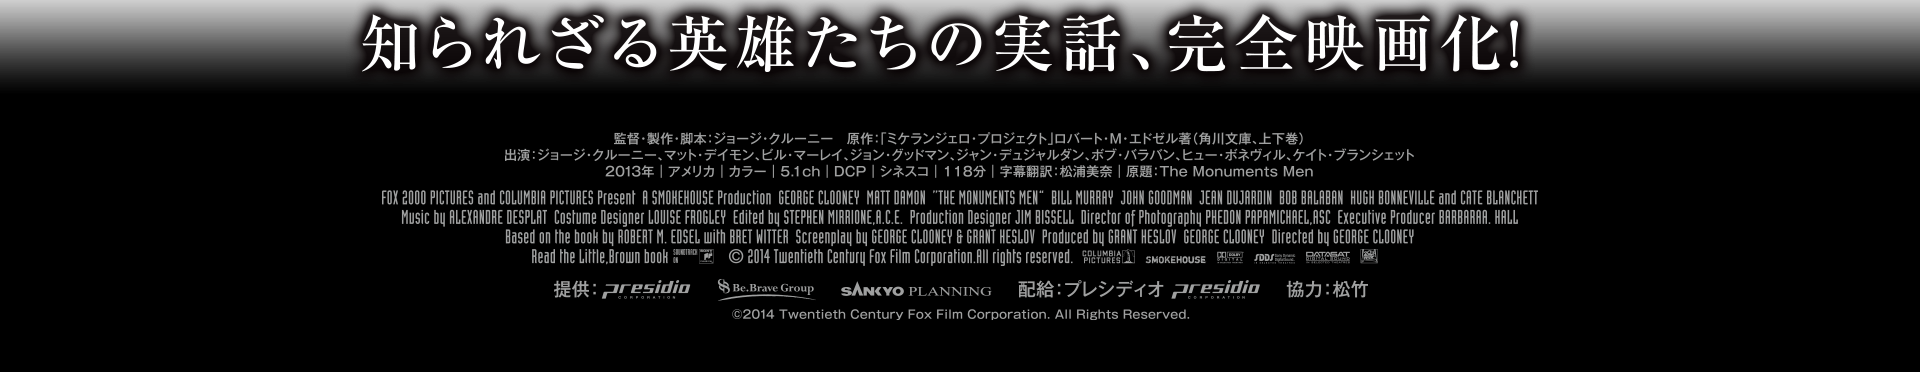 知られざる英雄たちの実話、完全映画化!
監督・製作・脚本：ジョージ・クルーニー　原作：「ミケランジェロ・プロジェクト」ロバート・M・エドゼル著（角川文庫、上下巻）
出演：ジョージ・クルーニー、マット・デイモン、ビル・マーレイ、ジョン・グッドマン、ジャン・デュジャルダン、ボブ・バラバン、ヒュー・ボネヴィル、ケイト・ブランシェット
2013年｜アメリカ｜カラー｜5.1ch｜DCP｜シネスコ｜118分｜字幕翻訳：松浦美奈｜原題：The Monuments Men
FOX 2000 PICTURES and COLUMBIA PICTURES Present A SMOKEHOUSE Production GEORGE CLOONEY MATT DAMON "THE MONUMENTS MEN" BILL MURRAY JOHN GOODMAN JEAN DUJARDIN BOB BALABAN HUGH BONNEVILLE and CATE BLANCHETT
Music by ALEXANDRE DESPLAT Costume Designer LOUISE FROGLEY Edited by STEPHEN MIRRIONE,A.C.E. Production Designer JIM BISSELL Director of Photography PHEDON PAPAMICHAEL,ASC Executive Producer BARBARAA. HALL
Based on the book by ROBERT M. EDSEL with BRET WITTER Screenplay by GEORGE CLOONEY & GRANT HESLOV Produced by GRANT HESLOV GEORGE CLOONEY Directed by GEORGE CLOONEY
Read the Little,Brown book SOUNDTRACK ON © 2014 Twentieth Century Fox Film Corporation.All rights reserved. COLUMBIA PICTURES SMOKEHOUSE DOLBY DIGITAL SDDS DATASAT
提供：presidio CORPORATION Be.Brave Group SANKYO PLANNING 配給：プレシディオ presidio CORPORATION 協力：松竹
©2014 Twentieth Century Fox Film Corporation. All Rights Reserved.